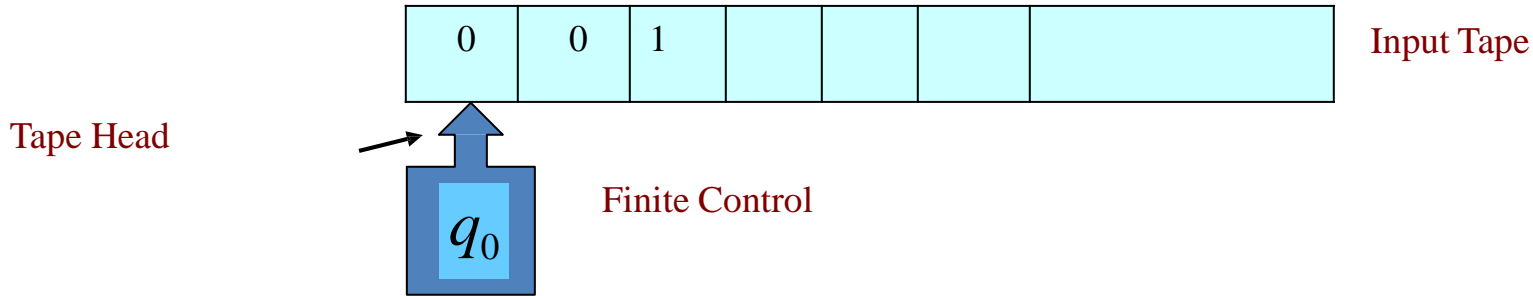 0 0 1 Input Tape
Tape Head
Finite Control
q₀